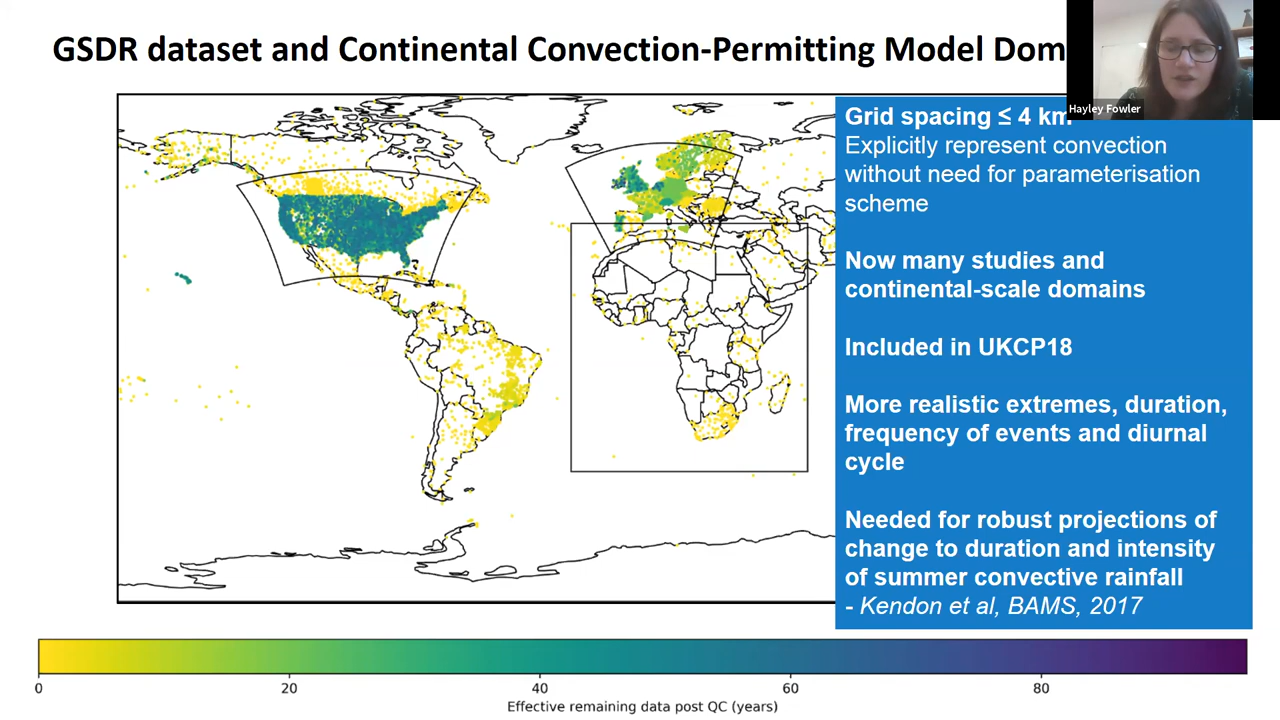 GSDR dataset and Continental Convection-Permitting Model Dom
Hayley Fowler
Grid spacing ≤ 4 km
Explicitly represent convection
without need for parameterisation
scheme
Now many studies and
continental-scale domains
Included in UKCP18
More realistic extremes, duration,
frequency of events and diurnal
cycle
Needed for robust projections of
change to duration and intensity
of summer convective rainfall
- Kendon et al, BAMS, 2017
0 20 40 60 80
Effective remaining data post QC (years)